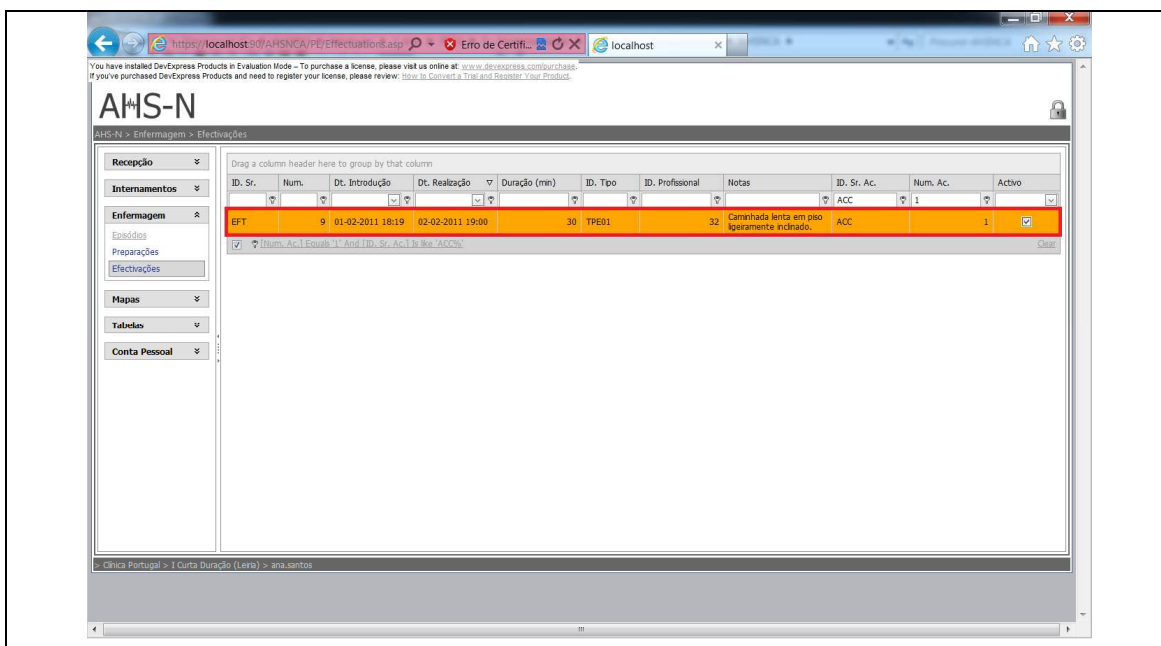 https://localhost:90/AHSNCA/PE/Effectuations.asp Erro de Certifi... localhost
You have installed DevExpress Products in Evaluation Mode – To purchase a license, please visit us online at: www.devexpress.com/purchase.
If you've purchased DevExpress Products and need to register your license, please review: How to Convert a Trial and Register Your Product.
AHS-N
AHS-N > Enfermagem > Efectivações
Recepção
Internamentos
Enfermagem
Episódios
Preparações
Efectivações
Mapas
Tabelas
Conta Pessoal
Drag a column header here to group by that column
ID. Sr. Num. Dt. Introdução Dt. Realização Duração (min) ID. Tipo ID. Profissional Notas ID. Sr. Ac. Num. Ac. Activo
ACC 1
EFT 9 01-02-2011 18:19 02-02-2011 19:00 30 TPE01 32 Caminhada lenta em piso ligeiramente inclinado. ACC 1
[Num. Ac.] Equals '1' And [ID. Sr. Ac.] Is like 'ACC%' Clear
> Clínica Portugal > I Curta Duração (Leiria) > ana.santos